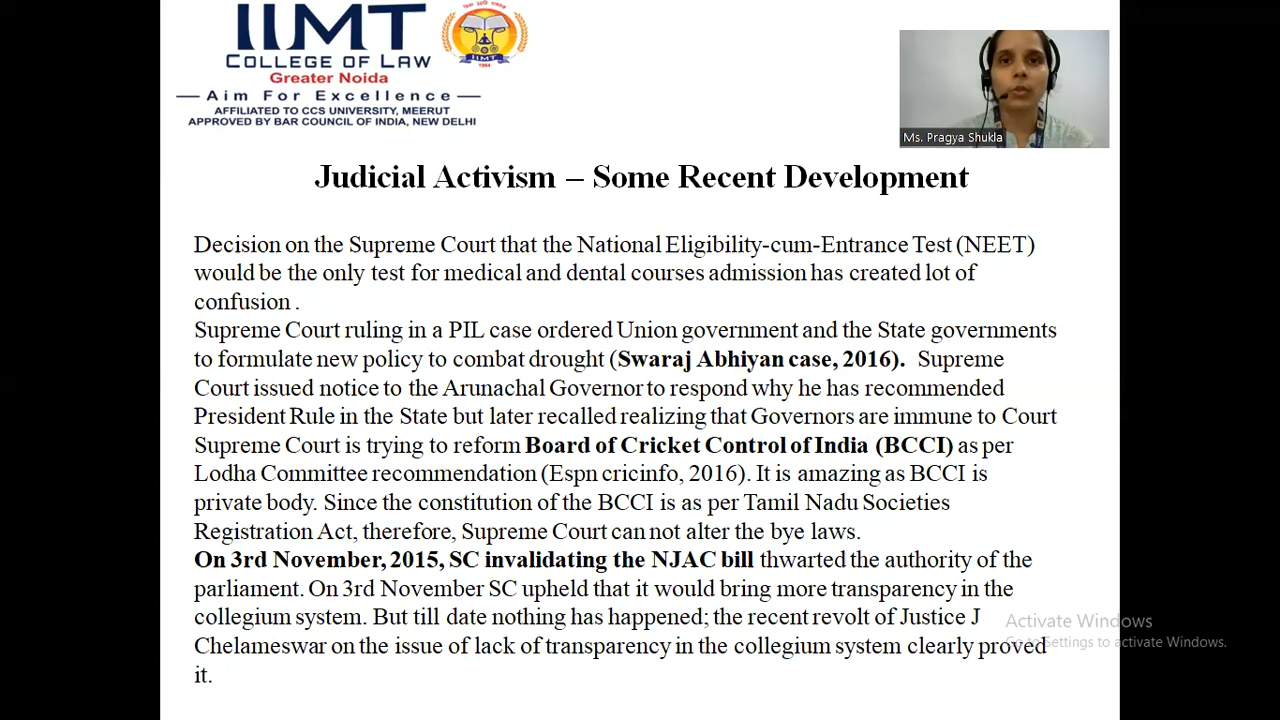 IIMT
COLLEGE OF LAW
Greater Noida
— Aim For Excellence —
AFFILIATED TO CCS UNIVERSITY, MEERUT
APPROVED BY BAR COUNCIL OF INDIA, NEW DELHI
IIMT
1994
Ms. Pragya Shukla
Judicial Activism – Some Recent Development
Decision on the Supreme Court that the National Eligibility-cum-Entrance Test (NEET)
would be the only test for medical and dental courses admission has created lot of
confusion .
Supreme Court ruling in a PIL case ordered Union government and the State governments
to formulate new policy to combat drought (Swaraj Abhiyan case, 2016). Supreme
Court issued notice to the Arunachal Governor to respond why he has recommended
President Rule in the State but later recalled realizing that Governors are immune to Court
Supreme Court is trying to reform Board of Cricket Control of India (BCCI) as per
Lodha Committee recommendation (Espn cricinfo, 2016). It is amazing as BCCI is
private body. Since the constitution of the BCCI is as per Tamil Nadu Societies
Registration Act, therefore, Supreme Court can not alter the bye laws.
On 3rd November, 2015, SC invalidating the NJAC bill thwarted the authority of the
parliament. On 3rd November SC upheld that it would bring more transparency in the
collegium system. But till date nothing has happened; the recent revolt of Justice J
Chelameswar on the issue of lack of transparency in the collegium system clearly proved
it.
Activate Windows
Go to Settings to activate Windows.